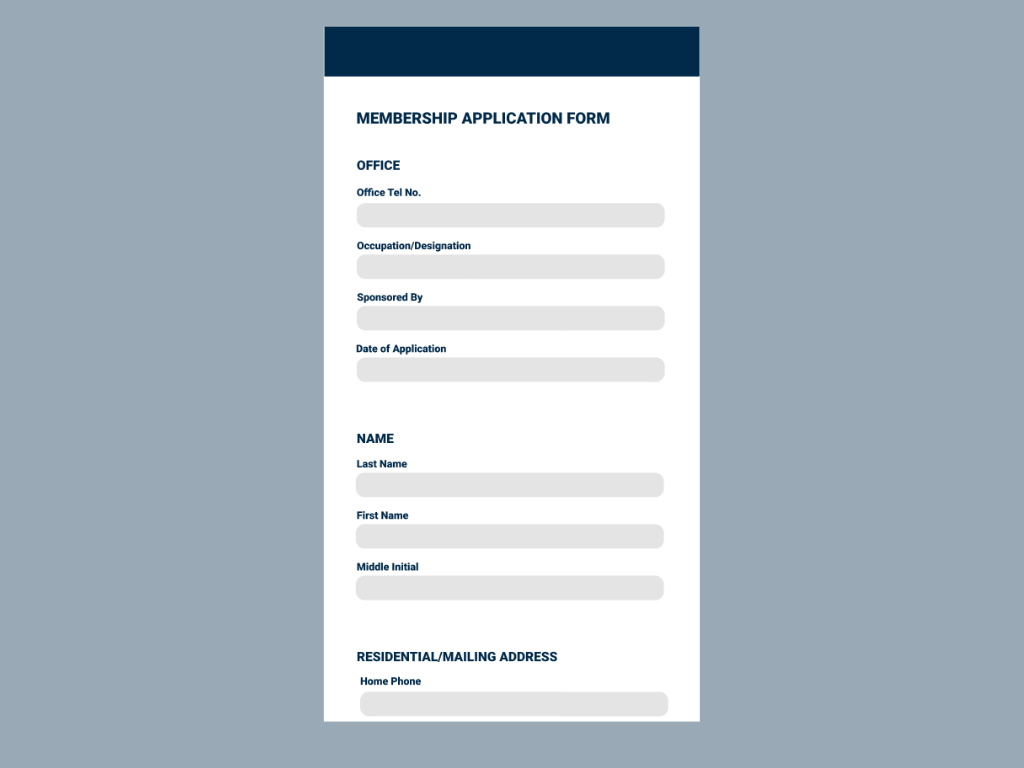 MEMBERSHIP APPLICATION FORM
OFFICE
Office Tel No.
Occupation/Designation
Sponsored By
Date of Application
NAME
Last Name
First Name
Middle Initial
RESIDENTIAL/MAILING ADDRESS
Home Phone